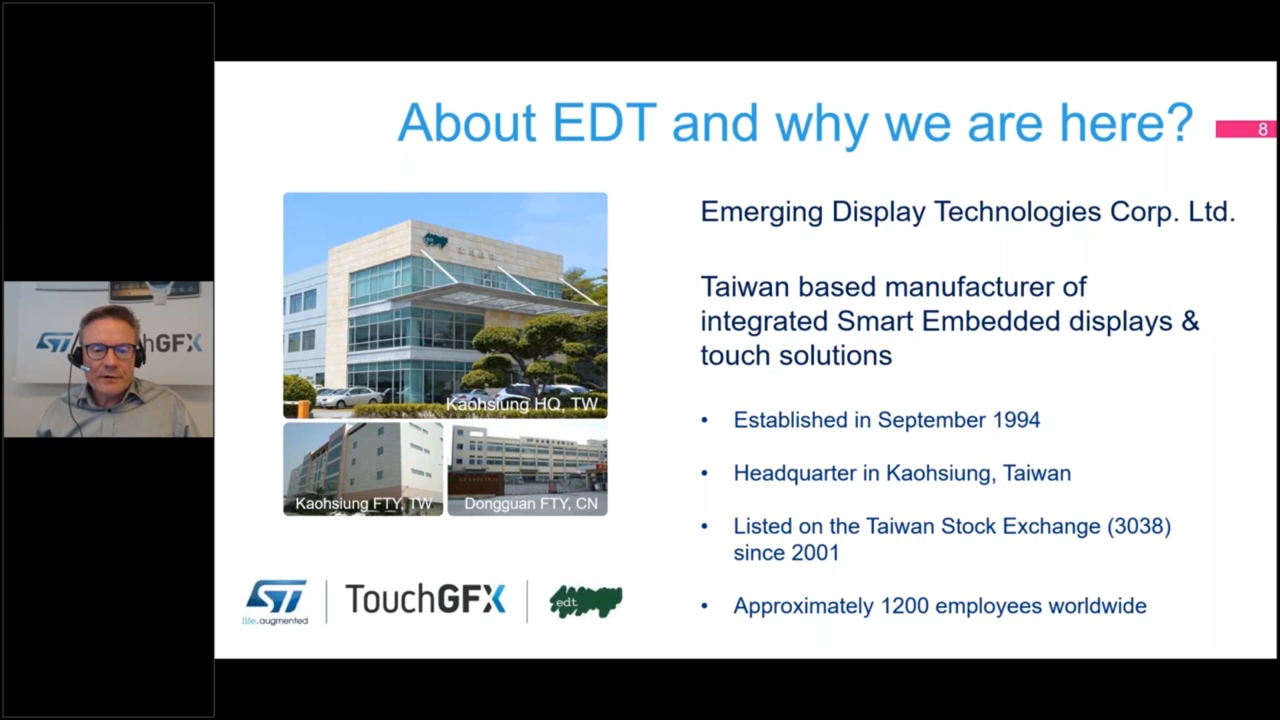 About EDT and why we are here?
8
Emerging Display Technologies Corp. Ltd.
Taiwan based manufacturer of
integrated Smart Embedded displays &
touch solutions
• Established in September 1994
• Headquarter in Kaohsiung, Taiwan
• Listed on the Taiwan Stock Exchange (3038)
since 2001
• Approximately 1200 employees worldwide
Kaohsiung HQ, TW
Kaohsiung FTY, TW
Dongguan FTY, CN
ST
life.augmented
TouchGFX
edt
ST
hGFX